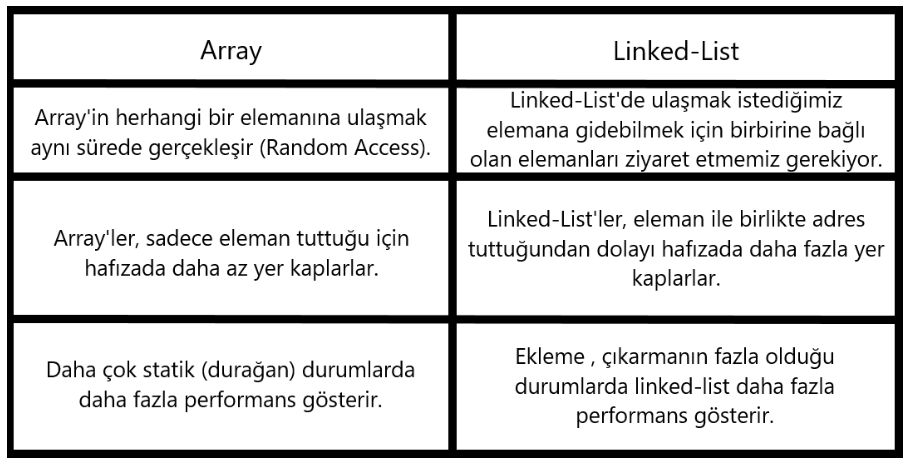 Array
Linked-List
Array'in herhangi bir elemanına ulaşmak
aynı sürede gerçekleşir (Random Access).
Linked-List'de ulaşmak istediğimiz
elemana gidebilmek için birbirine bağlı
olan elemanları ziyaret etmemiz gerekiyor.
Array'ler, sadece eleman tuttuğu için
hafızada daha az yer kaplarlar.
Linked-List'ler, eleman ile birlikte adres
tuttuğundan dolayı hafızada daha fazla yer
kaplarlar.
Daha çok statik (durağan) durumlarda
daha fazla performans gösterir.
Ekleme , çıkarmanın fazla olduğu
durumlarda linked-list daha fazla
performans gösterir.